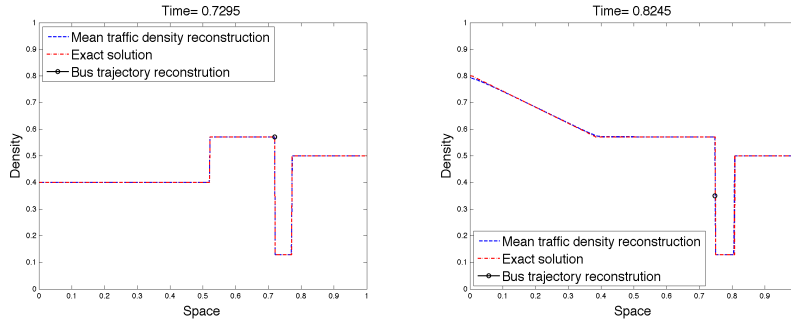 Time= 0.7295
Mean traffic density reconstruction
Exact solution
Bus trajectory reconstrution
1
0.9
0.8
0.7
0.6
0.5
0.4
0.3
0.2
0.1
0
Density
0 0.1 0.2 0.3 0.4 0.5 0.6 0.7 0.8 0.9 1
Space
Time= 0.8245
1
0.9
0.8
0.7
0.6
0.5
0.4
0.3
0.2
0.1
0
Density
Mean traffic density reconstruction
Exact solution
Bus trajectory reconstrution
0 0.1 0.2 0.3 0.4 0.5 0.6 0.7 0.8 0.9
Space